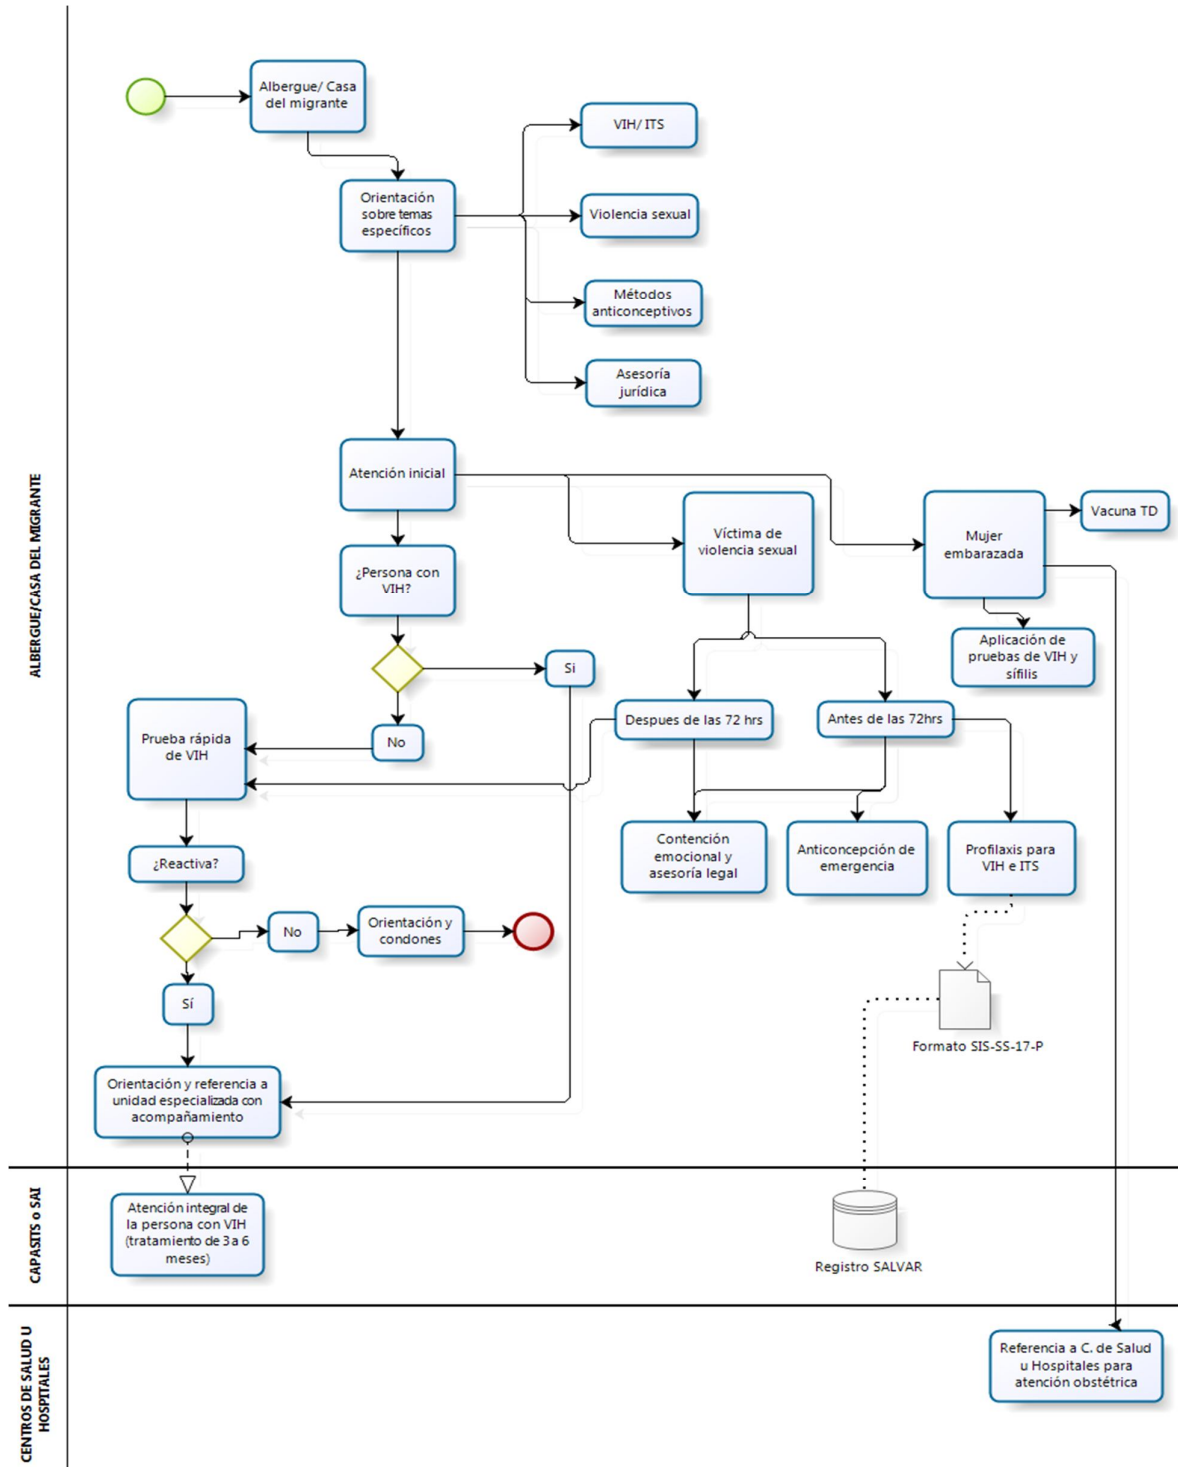 Albergue/ Casa
del migrante
VIH/ ITS
Orientación
sobre temas
específicos
Violencia sexual
Métodos
anticonceptivos
Asesoría
jurídica
ALBERGUE/CASA DEL MIGRANTE
Atención inicial
Víctima de
violencia sexual
Mujer
embarazada
Vacuna TD
¿Persona con
VIH?
Aplicación de
pruebas de VIH y
sífilis
Si
No
Despues de las 72 hrs
Antes de las 72hrs
Prueba rápida
de VIH
Contención
emocional y
asesoría legal
Anticoncepción de
emergencia
Profilaxis para
VIH e ITS
¿Reactiva?
No
Orientación y
condones
Sí
Formato SIS-SS-17-P
Orientación y referencia a
unidad especializada con
acompañamiento
CAPASITS o SAI
Atención integral de
la persona con VIH
(tratamiento de 3 a 6
meses)
Registro SALVAR
CENTROS DE SALUD U
HOSPITALES
Referencia a C. de Salud
u Hospitales para
atención obstétrica